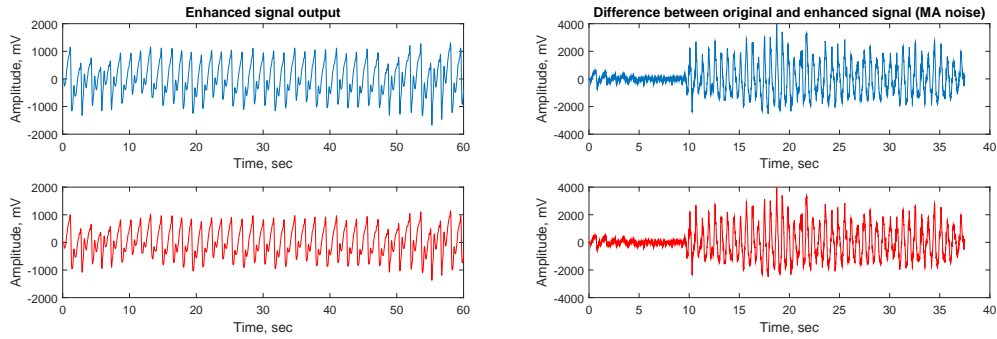 Enhanced signal output
Amplitude, mV
2000
1000
0
-1000
-2000
0 10 20 30 40 50 60
Time, sec
Difference between original and enhanced signal (MA noise)
Amplitude, mV
4000
2000
0
-2000
-4000
0 5 10 15 20 25 30 35 40
Time, sec
Amplitude, mV
2000
1000
0
-1000
-2000
0 10 20 30 40 50 60
Time, sec
Amplitude, mV
4000
2000
0
-2000
-4000
0 5 10 15 20 25 30 35 40
Time, sec